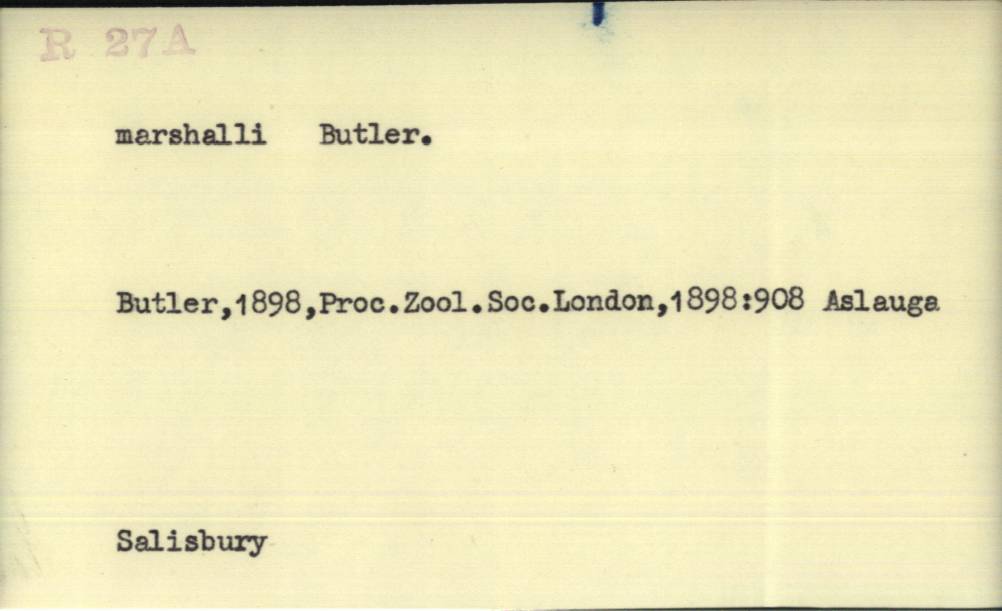 R 27A
marshalli Butler.
Butler,1898,Proc.Zool.Soc.London,1898:908 Aslauga
Salisbury